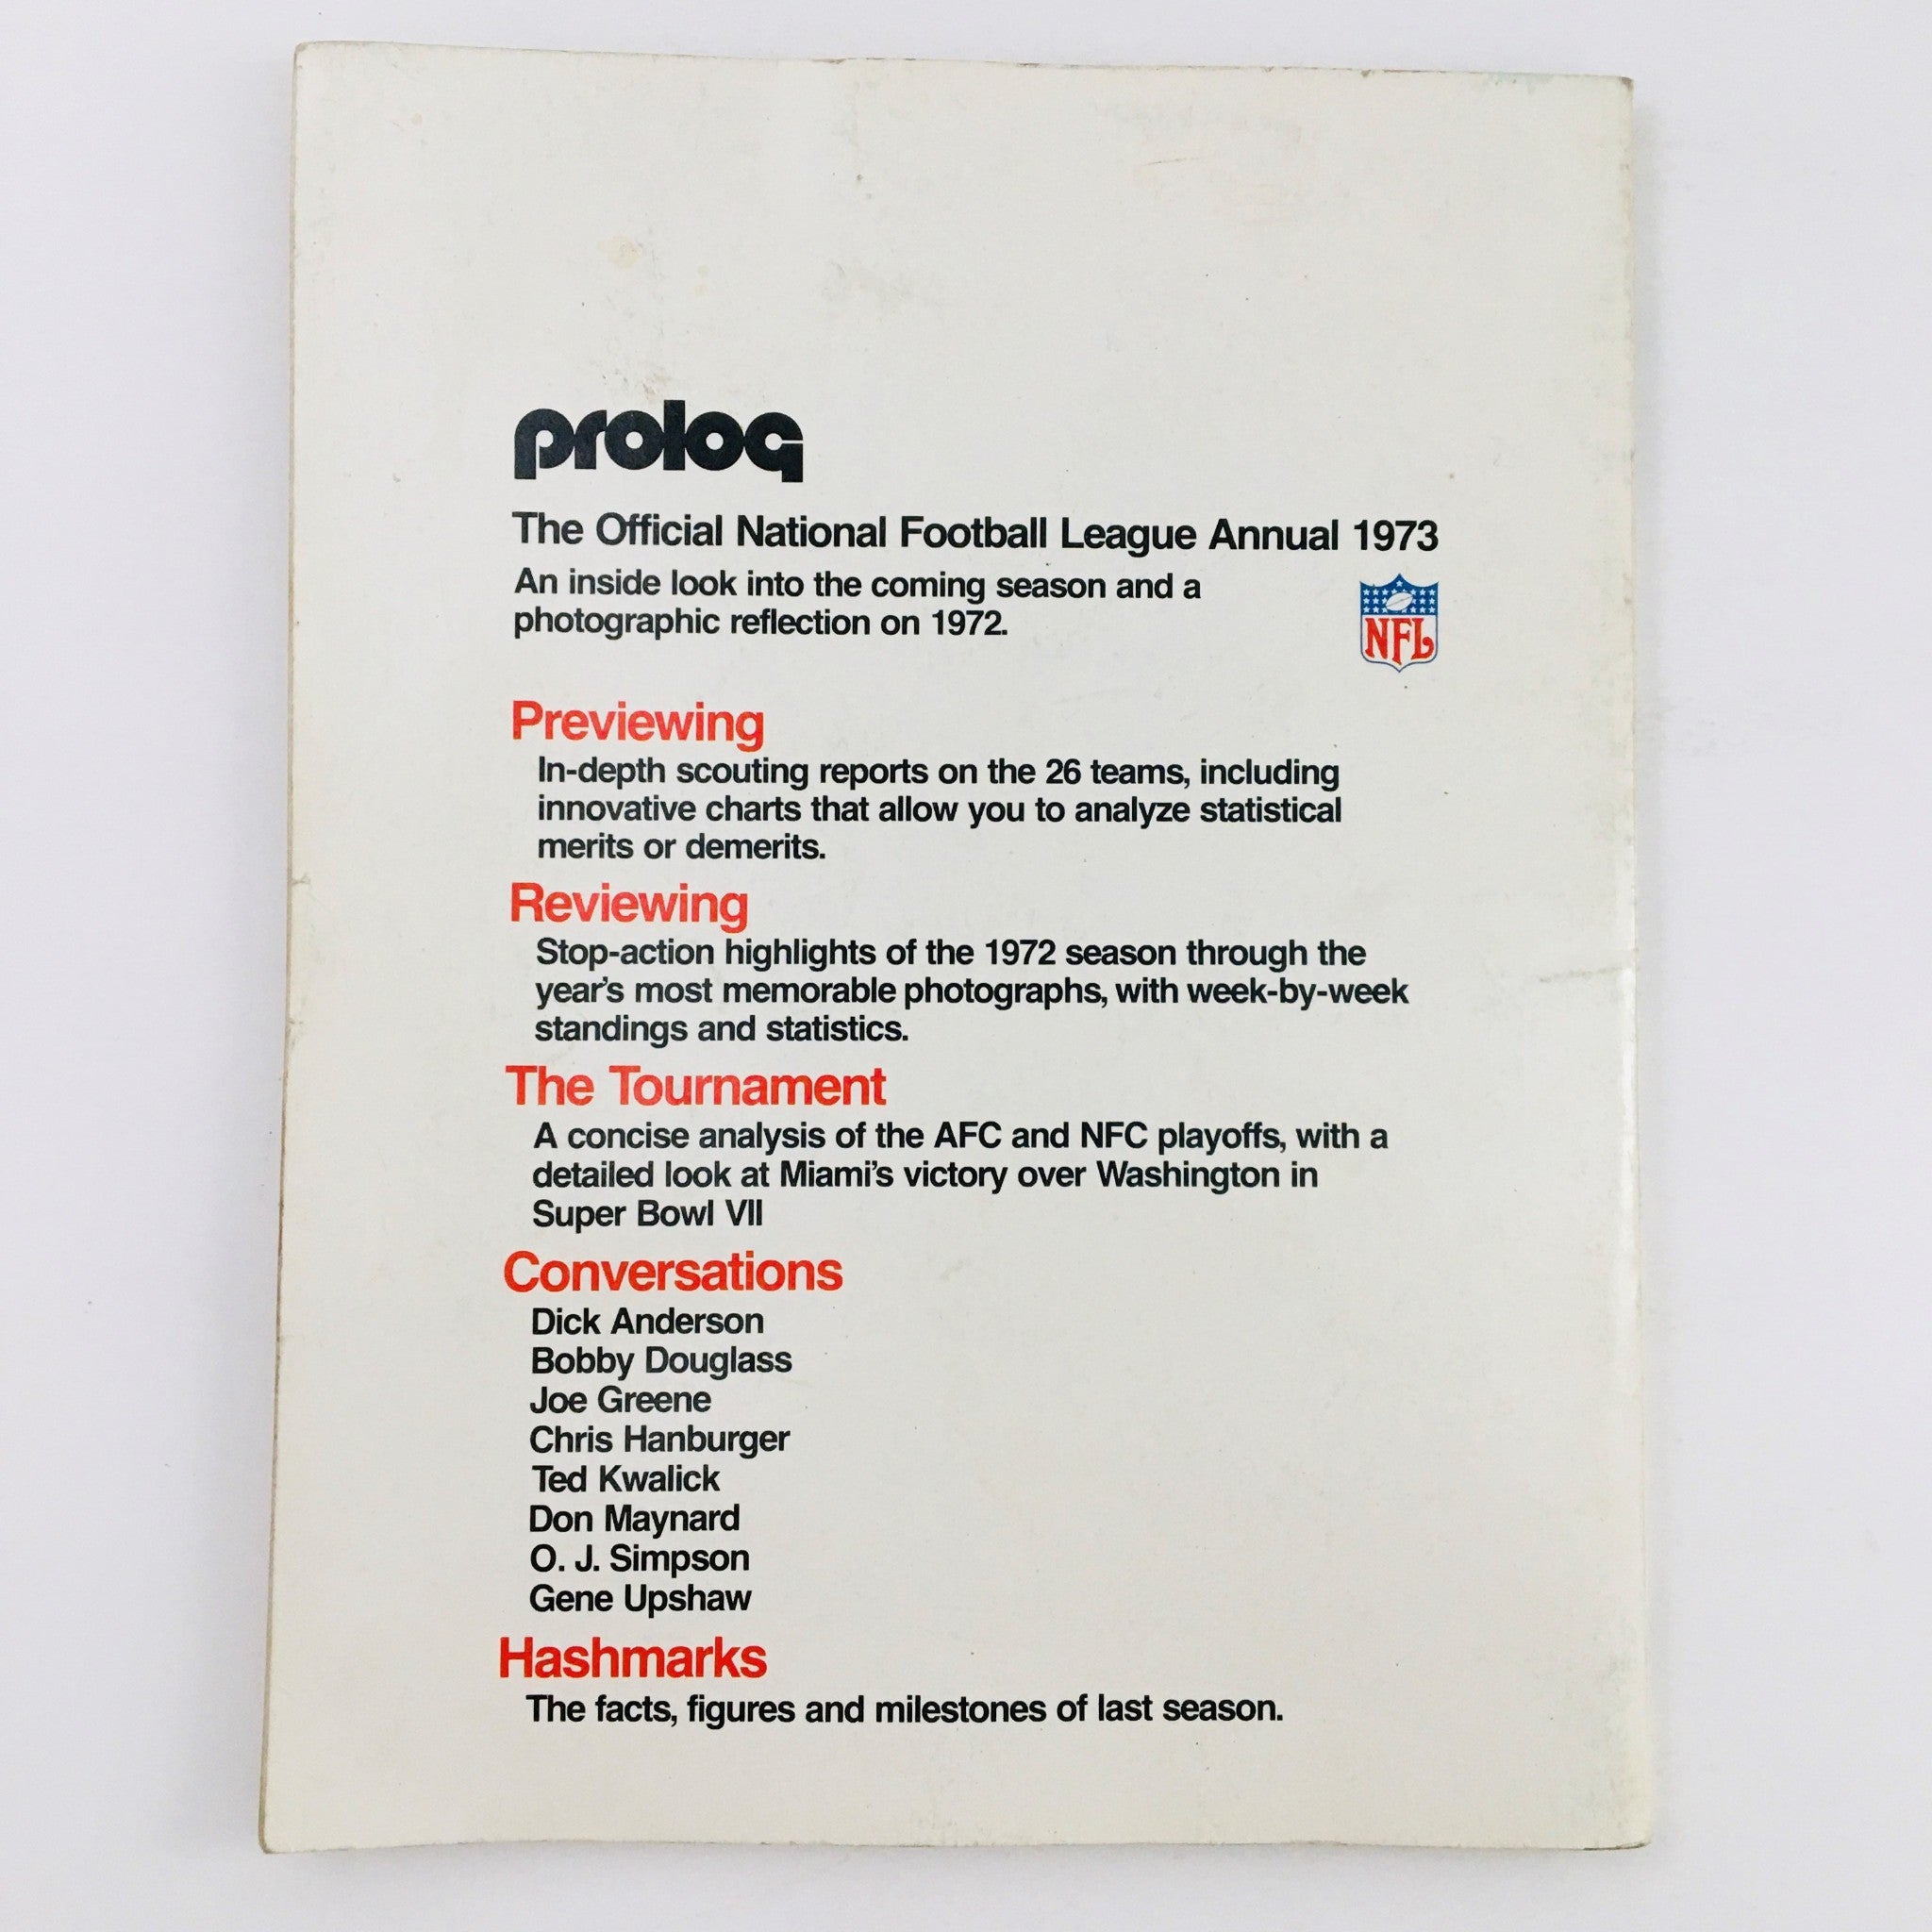 prolog
The Official National Football League Annual 1973
An inside look into the coming season and a
photographic reflection on 1972.
NFL
Previewing
In-depth scouting reports on the 26 teams, including
innovative charts that allow you to analyze statistical
merits or demerits.
Reviewing
Stop-action highlights of the 1972 season through the
year's most memorable photographs, with week-by-week
standings and statistics.
The Tournament
A concise analysis of the AFC and NFC playoffs, with a
detailed look at Miami's victory over Washington in
Super Bowl VII
Conversations
Dick Anderson
Bobby Douglass
Joe Greene
Chris Hanburger
Ted Kwalick
Don Maynard
O. J. Simpson
Gene Upshaw
Hashmarks
The facts, figures and milestones of last season.